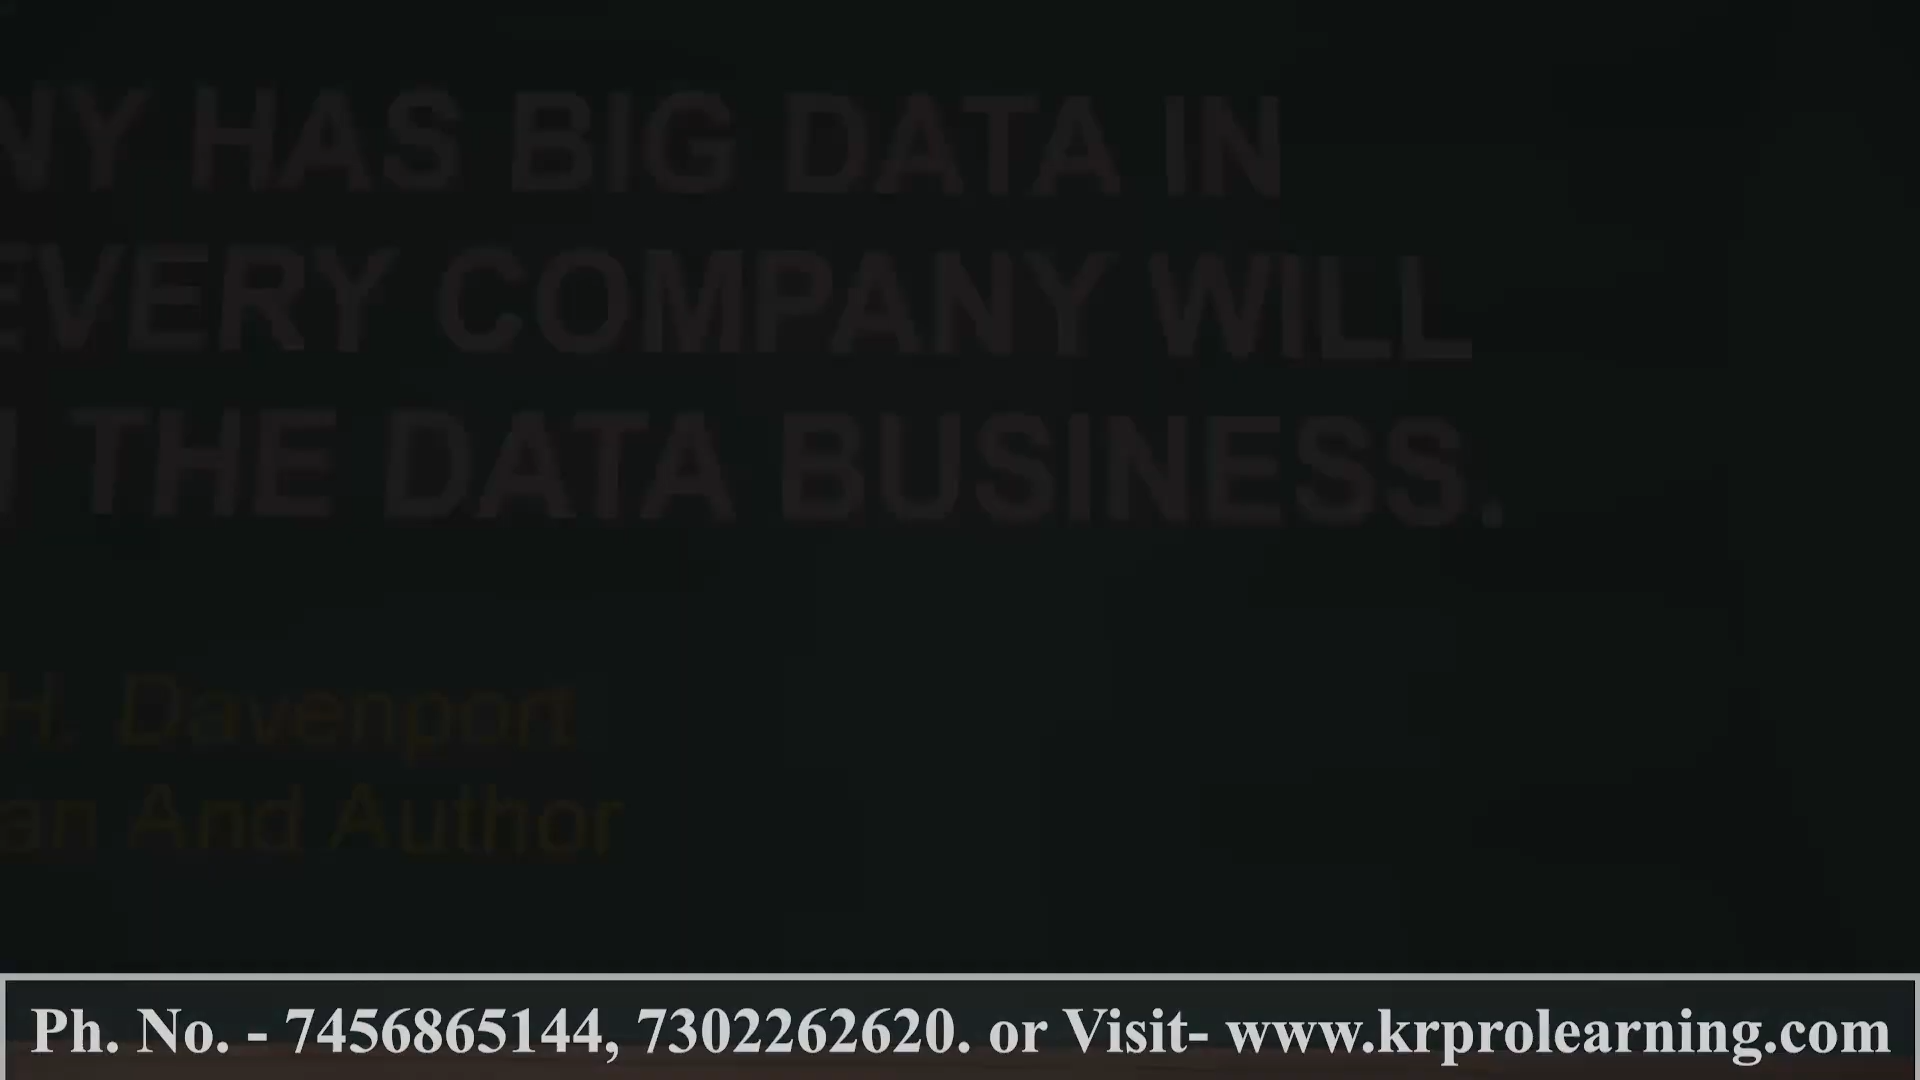 NY HAS BIG DATA IN
EVERY COMPANY WILL
THE DATA BUSINESS.
H. Davenport
an And Author
Ph. No. - 7456865144, 7302262620. or Visit- www.krprolearning.com